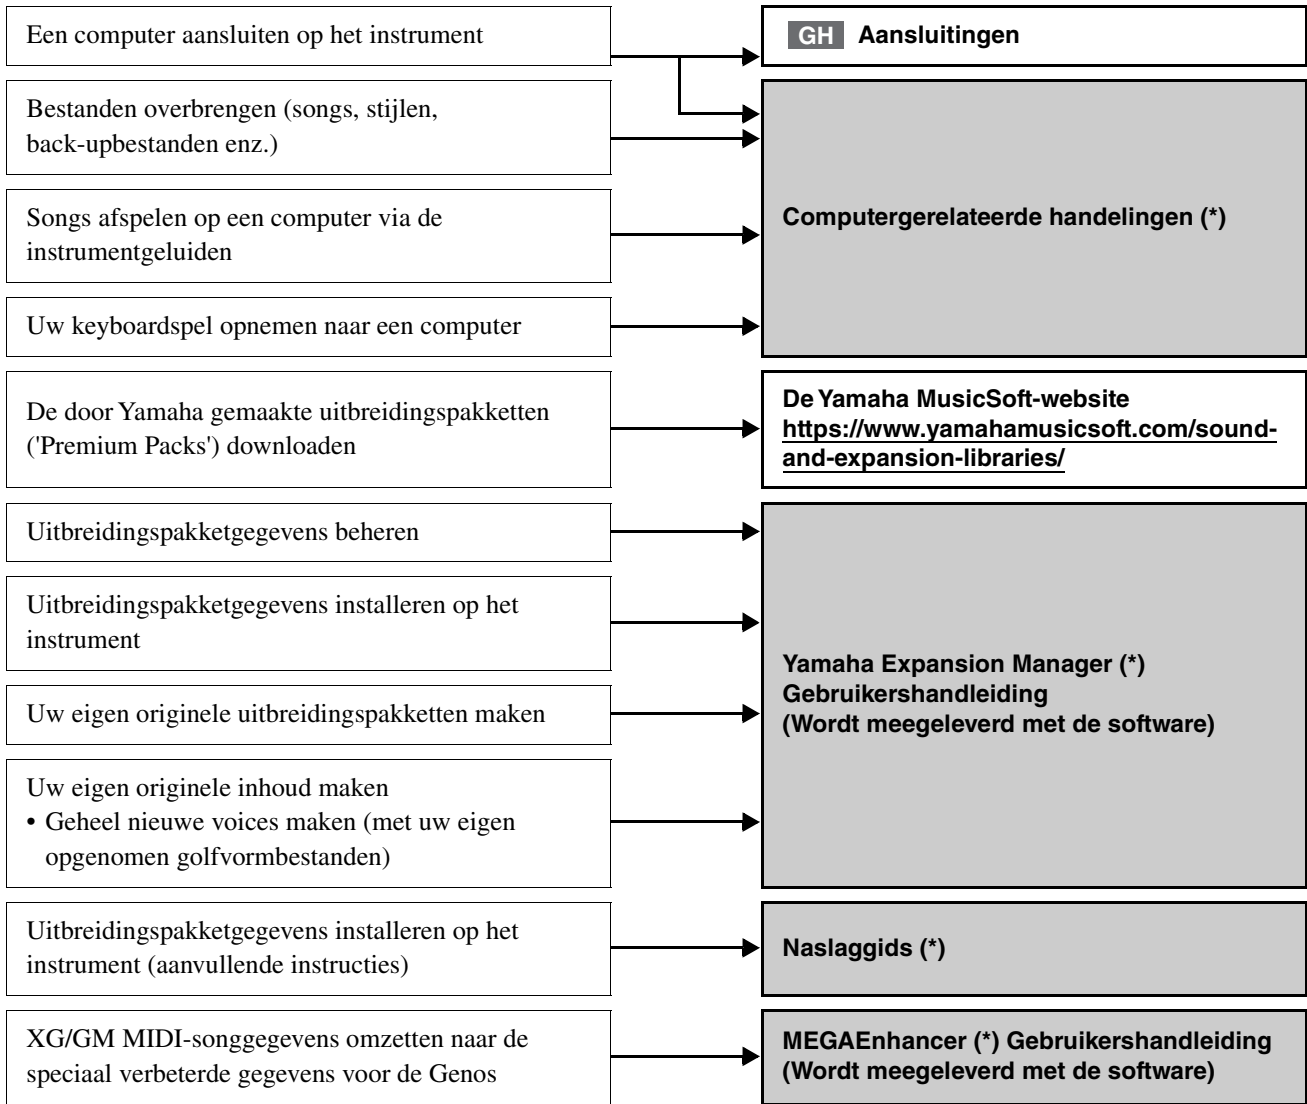 Een computer aansluiten op het instrument
GH Aansluitingen
Bestanden overbrengen (songs, stijlen,
back-upbestanden enz.)
Songs afspelen op een computer via de
instrumentgeluiden
Uw keyboardspel opnemen naar een computer
Computergerelateerde handelingen (*)
De door Yamaha gemaakte uitbreidingspakketten
('Premium Packs') downloaden
De Yamaha MusicSoft-website
https://www.yamahamusicsoft.com/sound-
and-expansion-libraries/
Uitbreidingspakketgegevens beheren
Uitbreidingspakketgegevens installeren op het
instrument
Uw eigen originele uitbreidingspakketten maken
Uw eigen originele inhoud maken
• Geheel nieuwe voices maken (met uw eigen
opgenomen golfvormbestanden)
Yamaha Expansion Manager (*)
Gebruikershandleiding
(Wordt meegeleverd met de software)
Uitbreidingspakketgegevens installeren op het
instrument (aanvullende instructies)
Naslaggids (*)
XG/GM MIDI-songgegevens omzetten naar de
speciaal verbeterde gegevens voor de Genos
MEGAEnhancer (*) Gebruikershandleiding
(Wordt meegeleverd met de software)